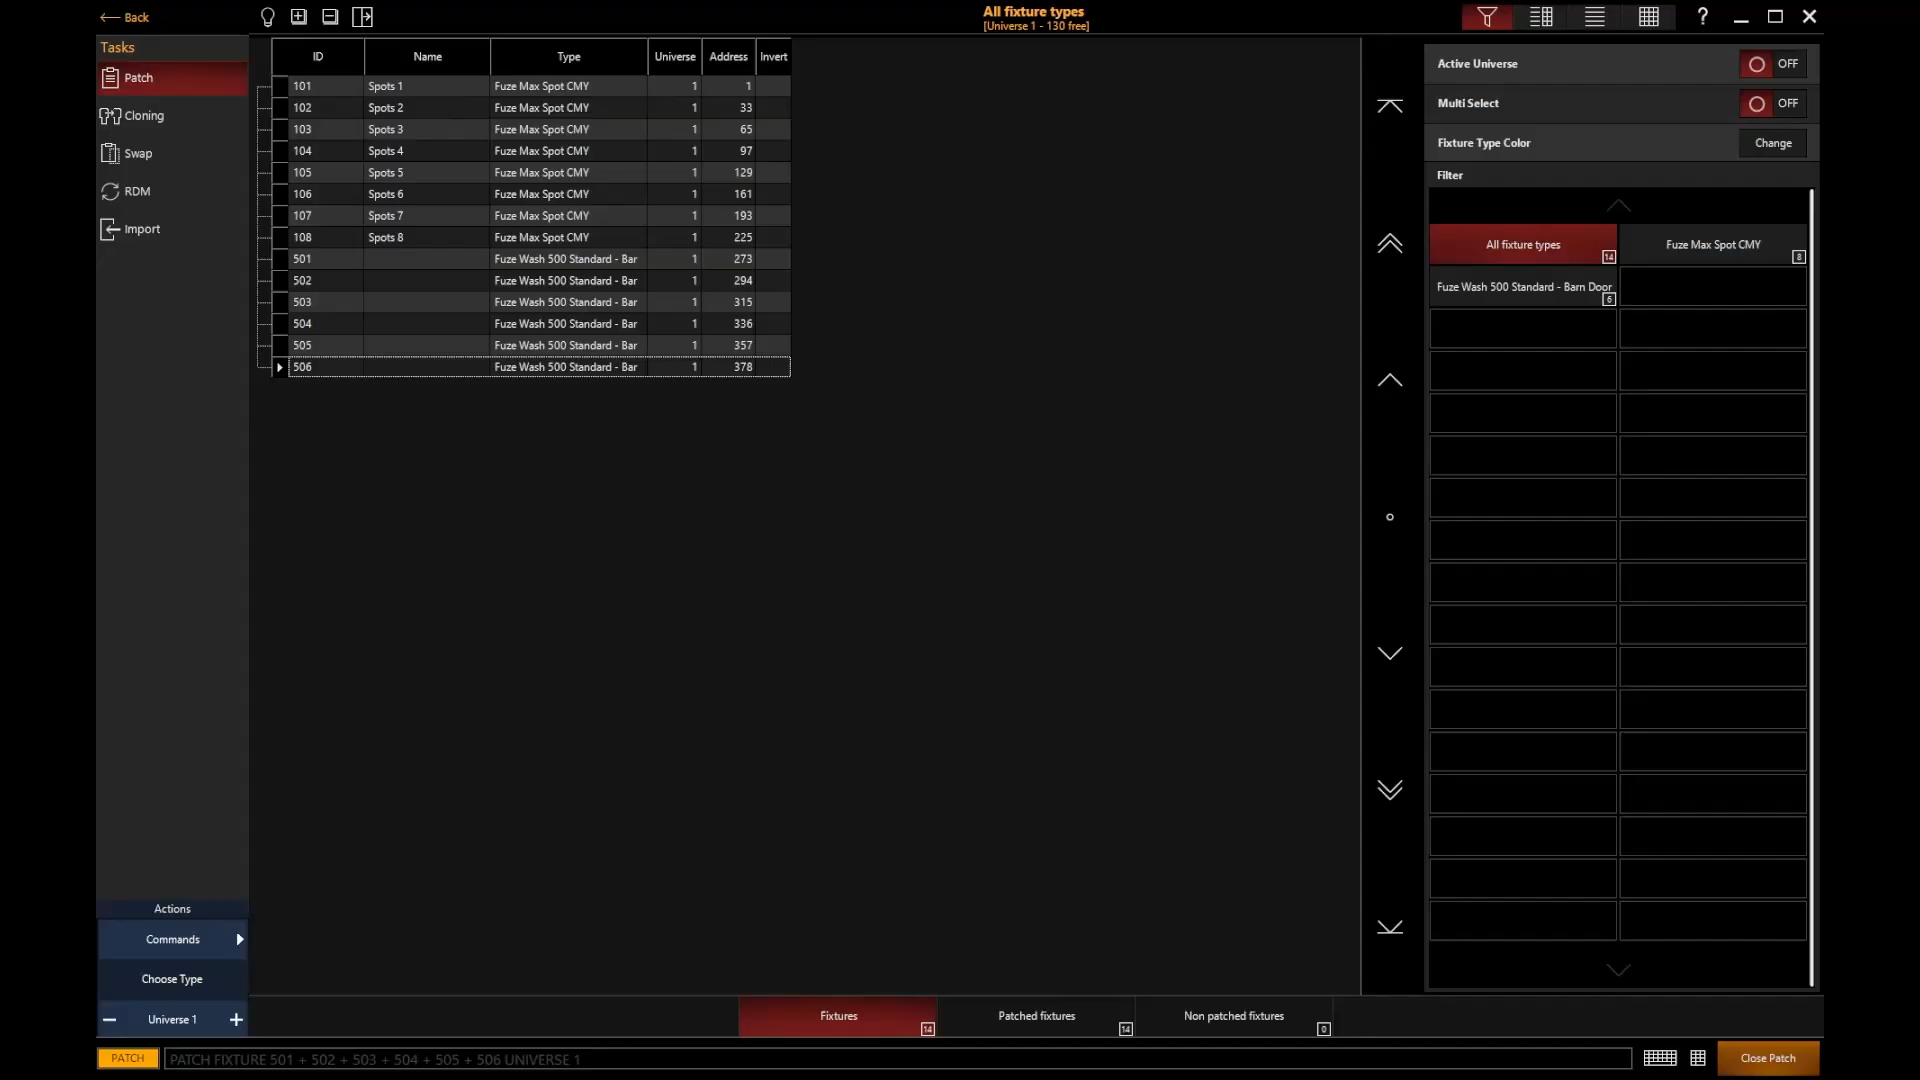 Back
All fixture types
[Universe 1 - 130 free]
?
Tasks
Patch
Cloning
Swap
RDM
Import
ID Name Type Universe Address Invert
101 Spots 1 Fuze Max Spot CMY 1 1
102 Spots 2 Fuze Max Spot CMY 1 33
103 Spots 3 Fuze Max Spot CMY 1 65
104 Spots 4 Fuze Max Spot CMY 1 97
105 Spots 5 Fuze Max Spot CMY 1 129
106 Spots 6 Fuze Max Spot CMY 1 161
107 Spots 7 Fuze Max Spot CMY 1 193
108 Spots 8 Fuze Max Spot CMY 1 225
501 Fuze Wash 500 Standard - Bar 1 273
502 Fuze Wash 500 Standard - Bar 1 294
503 Fuze Wash 500 Standard - Bar 1 315
504 Fuze Wash 500 Standard - Bar 1 336
505 Fuze Wash 500 Standard - Bar 1 357
506 Fuze Wash 500 Standard - Bar 1 378
Active Universe OFF
Multi Select OFF
Fixture Type Color Change
Filter
All fixture types 14
Fuze Max Spot CMY 8
Fuze Wash 500 Standard - Barn Door 6
Actions
Commands
Choose Type
− Universe 1 +
Fixtures 14
Patched fixtures 14
Non patched fixtures 0
PATCH
PATCH FIXTURE 501 + 502 + 503 + 504 + 505 + 506 UNIVERSE 1
Close Patch